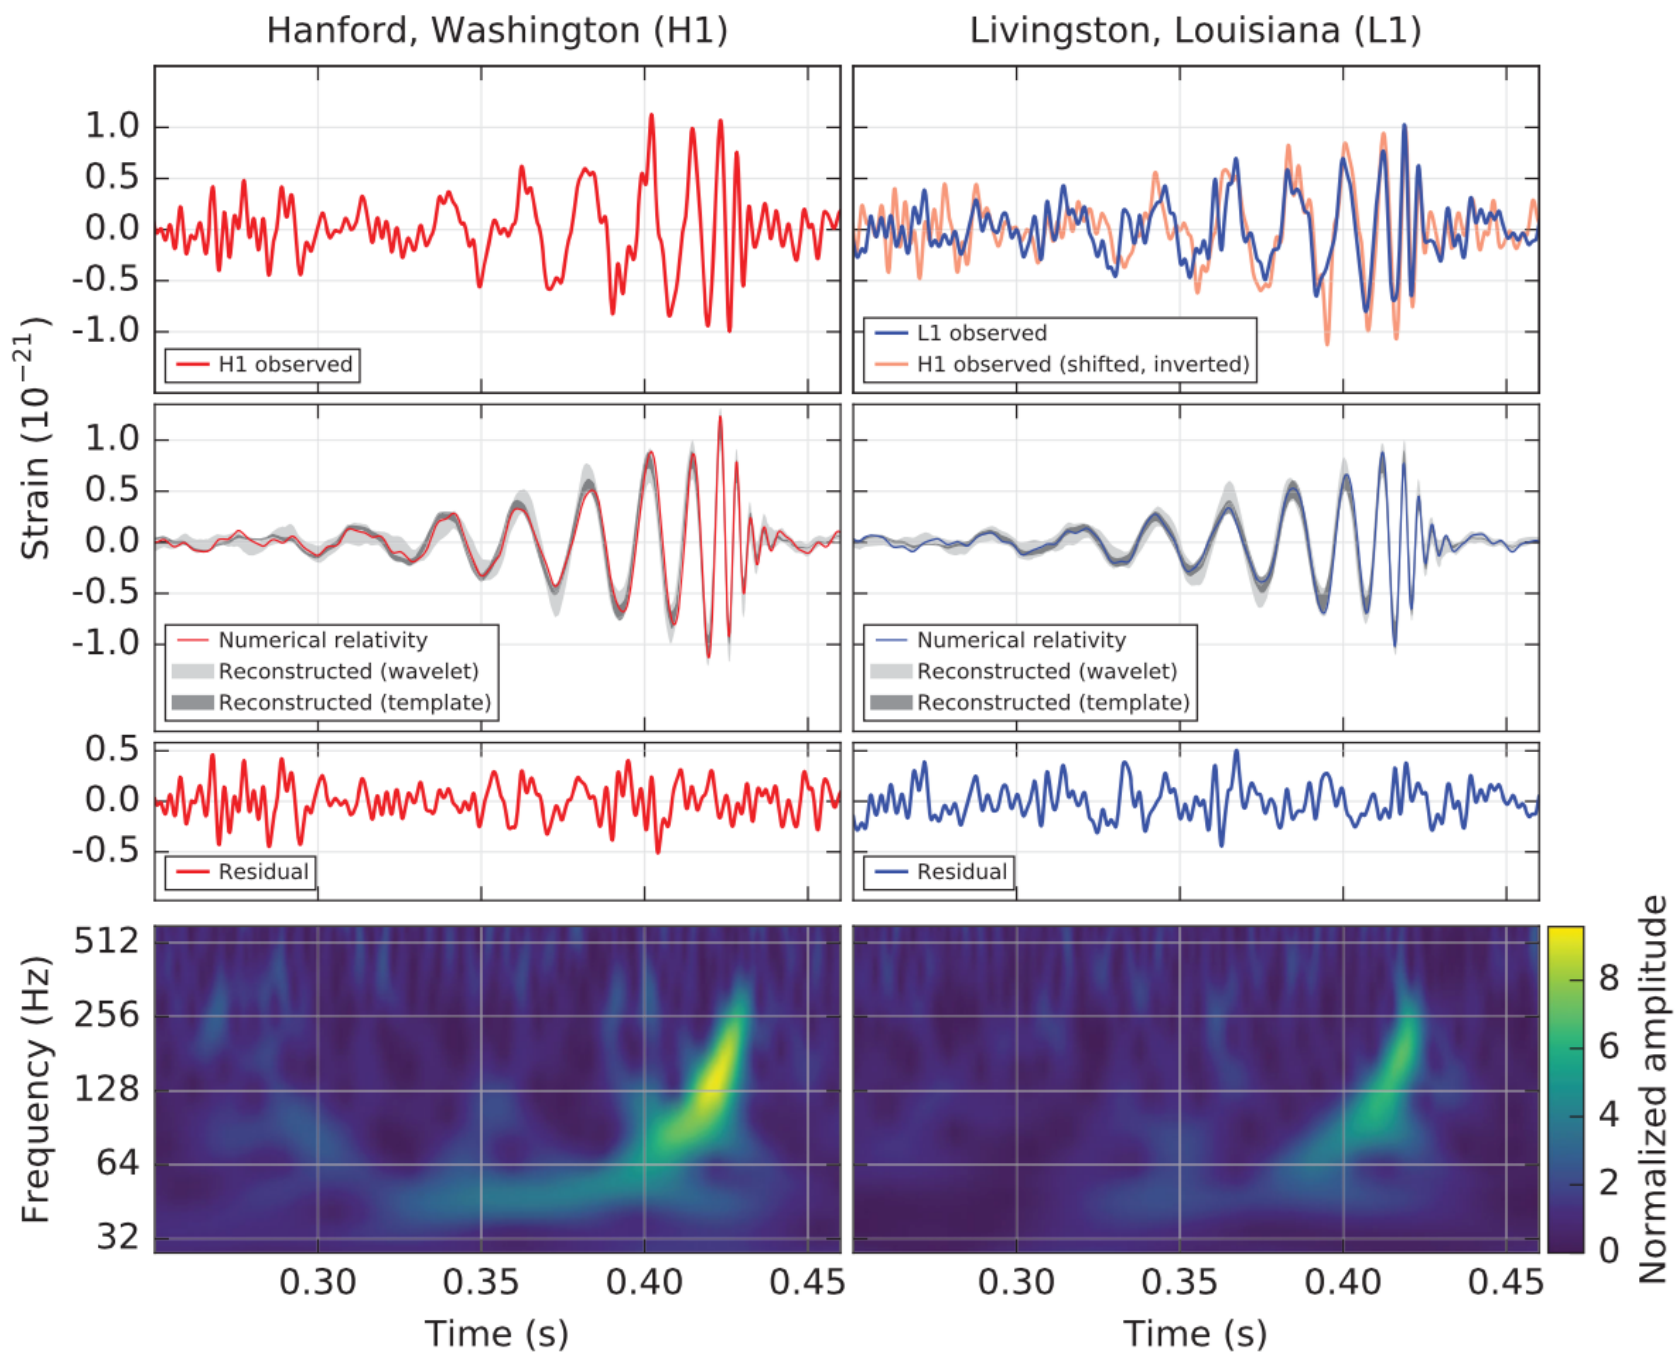 Hanford, Washington (H1)
Livingston, Louisiana (L1)
Strain (10⁻²¹)
1.0
0.5
0.0
-0.5
-1.0
H1 observed
L1 observed
H1 observed (shifted, inverted)
1.0
0.5
0.0
-0.5
-1.0
Numerical relativity
Reconstructed (wavelet)
Reconstructed (template)
Numerical relativity
Reconstructed (wavelet)
Reconstructed (template)
0.5
0.0
-0.5
Residual
Residual
Frequency (Hz)
512
256
128
64
32
0.30 0.35 0.40 0.45
Time (s)
0.30 0.35 0.40 0.45
Time (s)
8
6
4
2
0
Normalized amplitude